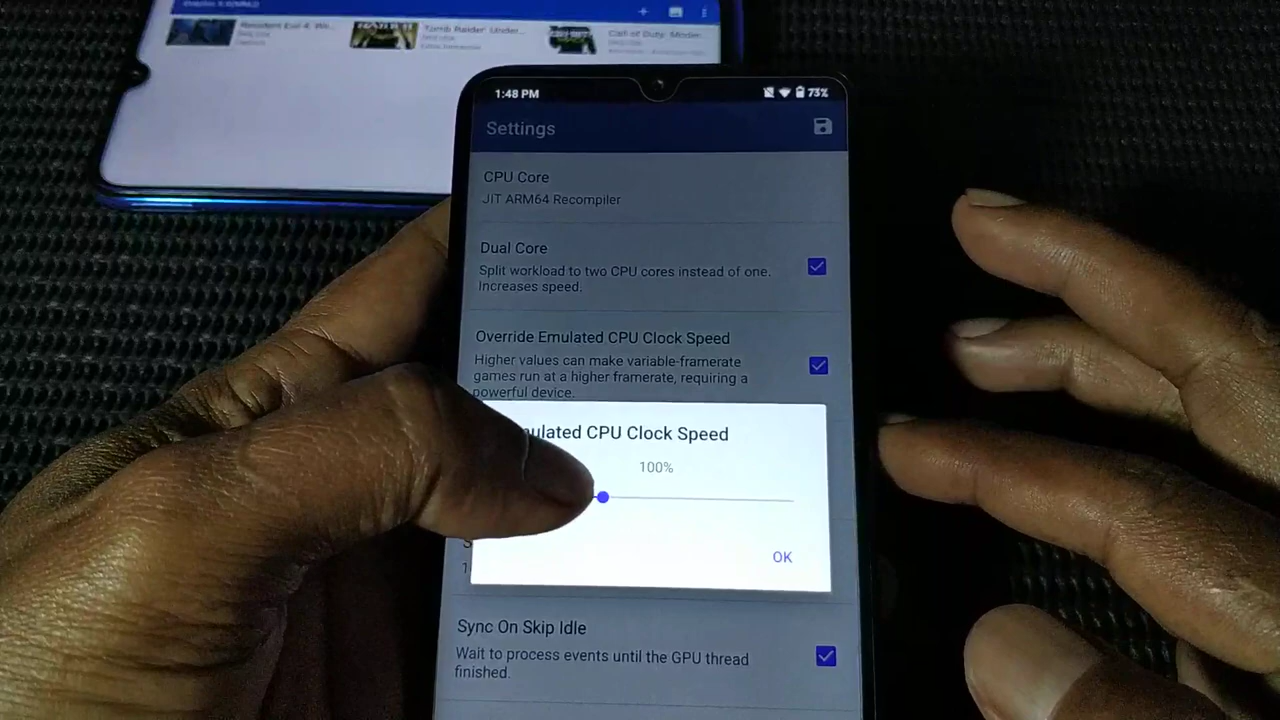 Resident Evil 4: Wi...
Tomb Raider: Under...
Call of Duty: Moder
1:48 PM
73%
Settings
CPU Core
JIT ARM64 Recompiler
Dual Core
Split workload to two CPU cores instead of one.
Increases speed.
Override Emulated CPU Clock Speed
Higher values can make variable-framerate
games run at a higher framerate, requiring a
powerful device.
ulated CPU Clock Speed
100%
OK
S
1
Sync On Skip Idle
Wait to process events until the GPU thread
finished.